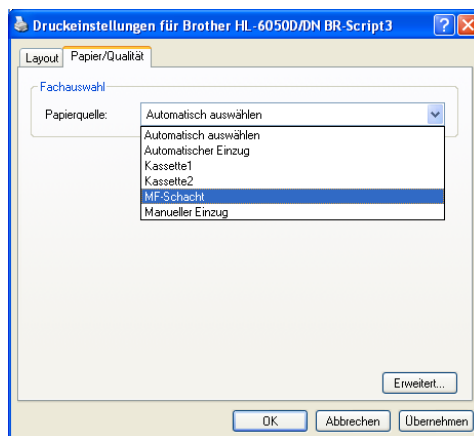 Druckeinstellungen für Brother HL-6050D/DN BR-Script3
Layout Papier/Qualität
Fachauswahl
Papierquelle: Automatisch auswählen
Automatisch auswählen
Automatischer Einzug
Kassette1
Kassette2
MF-Schacht
Manueller Einzug
Erweitert...
OK Abbrechen Übernehmen